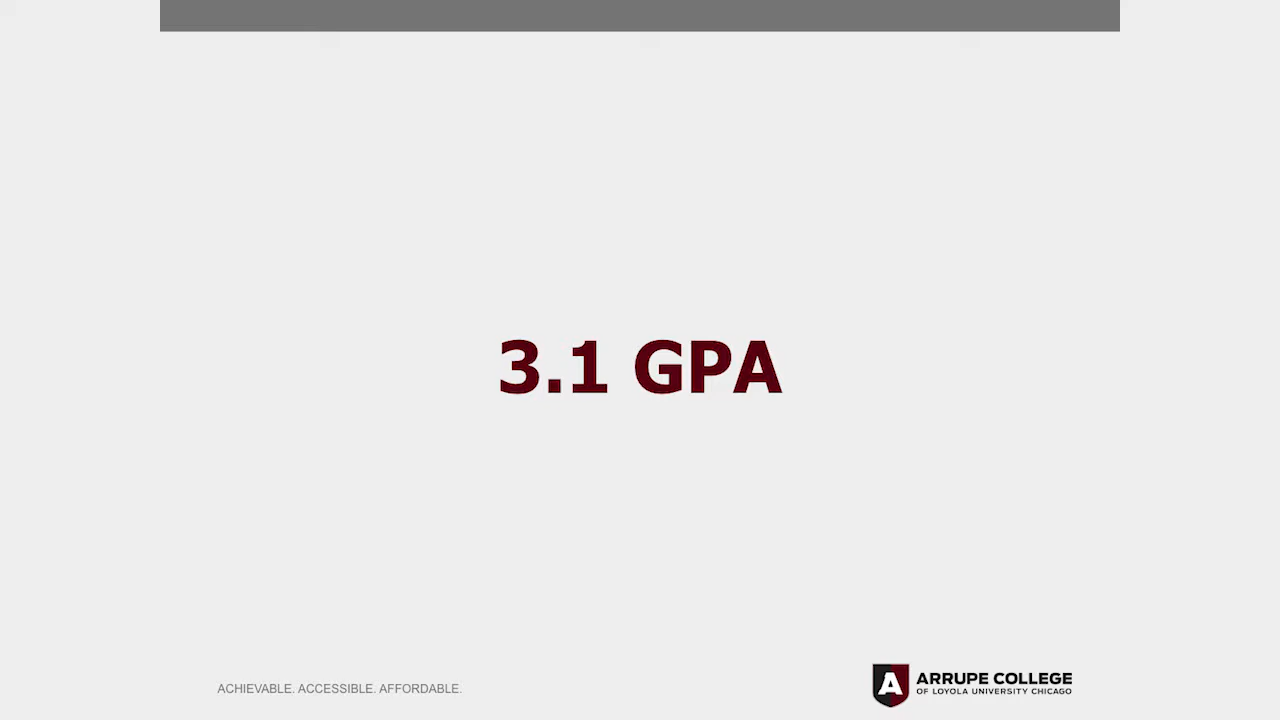 3.1 GPA
ACHIEVABLE. ACCESSIBLE. AFFORDABLE.
A
ARRUPE COLLEGE
OF LOYOLA UNIVERSITY CHICAGO